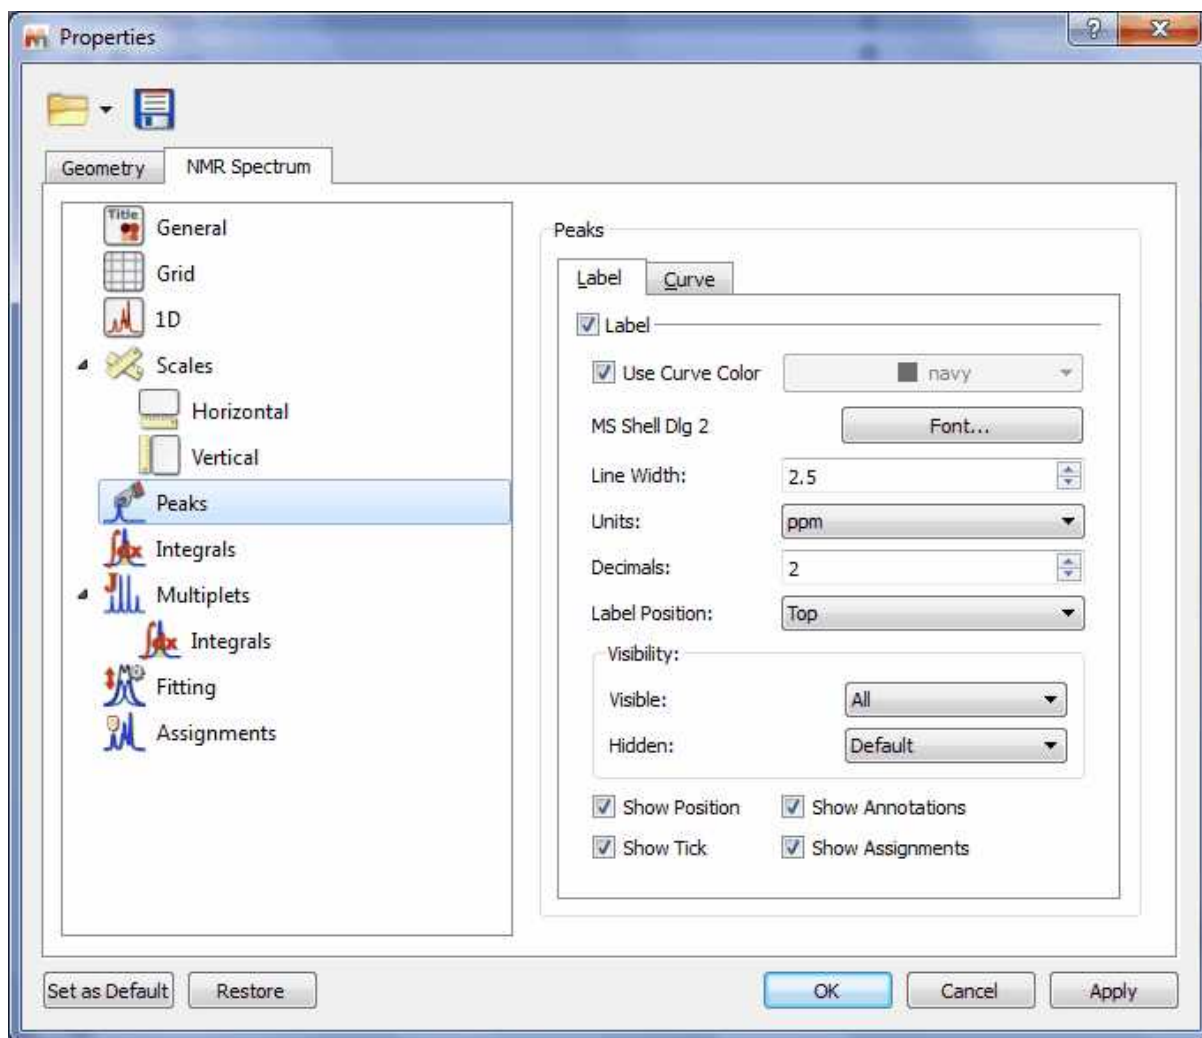 Properties
Geometry
NMR Spectrum
Title
General
Grid
1D
Scales
Horizontal
Vertical
Peaks
Integrals
Multiplets
Integrals
Fitting
Assignments
Peaks
Label
Curve
Label
Use Curve Color
navy
MS Shell Dlg 2
Font...
Line Width:
2.5
Units:
ppm
Decimals:
2
Label Position:
Top
Visibility:
Visible:
All
Hidden:
Default
Show Position
Show Annotations
Show Tick
Show Assignments
Set as Default
Restore
OK
Cancel
Apply